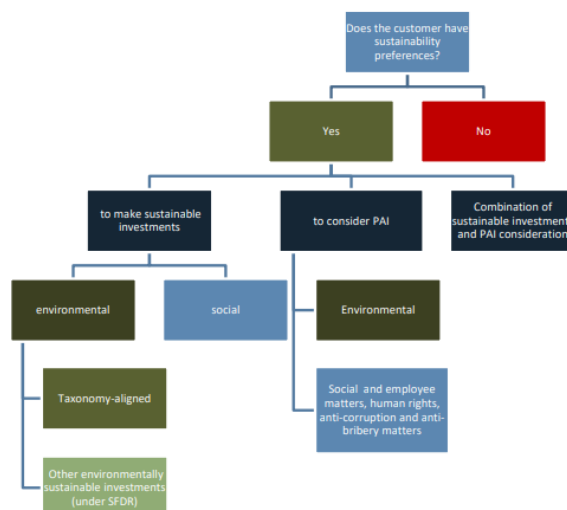 Does the customer have
sustainability
preferences?
Yes
No
to make sustainable
investments
to consider PAI
Combination of
sustainable investment
and PAI consideration
environmental
social
Environmental
Taxonomy-aligned
Social and employee
matters, human rights,
anti-corruption and anti-
bribery matters
Other environmentally
sustainable investments
(under SFDR)